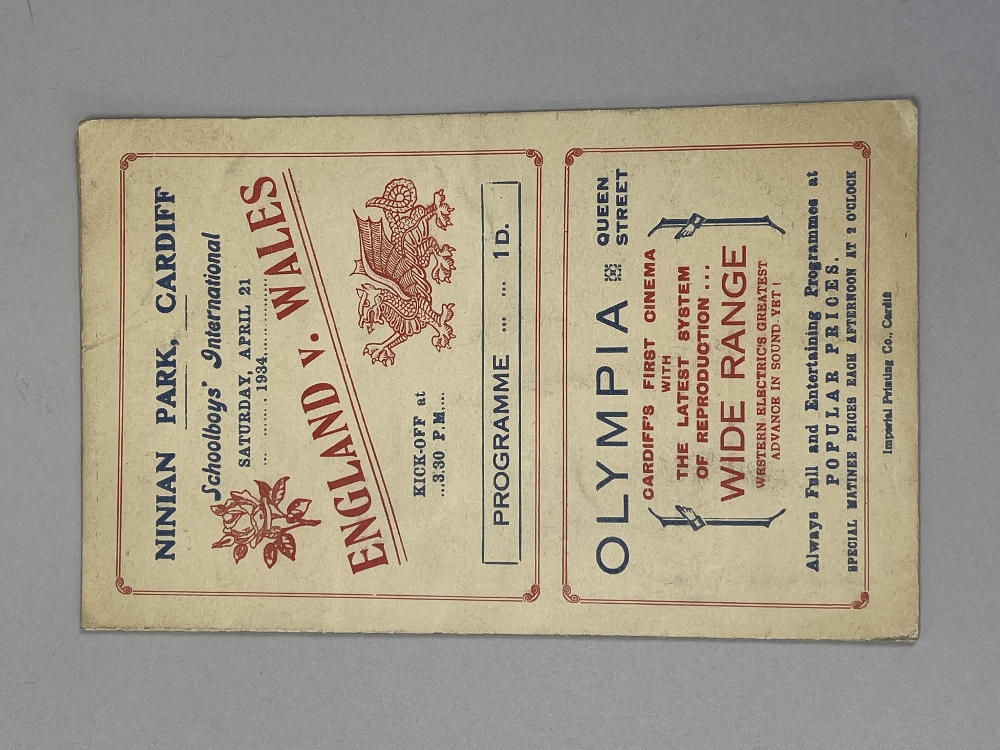 NINIAN PARK, CARDIFF
Schoolboys' International
SATURDAY, APRIL 21
... ......... 1934..............
ENGLAND v. WALES
KICK-OFF at
...3.30 P.M....
PROGRAMME ... ... 1D.
OLYMPIA QUEEN STREET
CARDIFF'S FIRST CINEMA
WITH
THE LATEST SYSTEM
OF REPRODUCTION ...
WIDE RANGE
WESTERN ELECTRIC'S GREATEST
ADVANCE IN SOUND YET!
Always Full and Entertaining Programmes at
POPULAR PRICES.
SPECIAL MATINEE PRICES EACH AFTERNOON AT 2 O'CLOCK
Imperial Printing Co., Cardiff